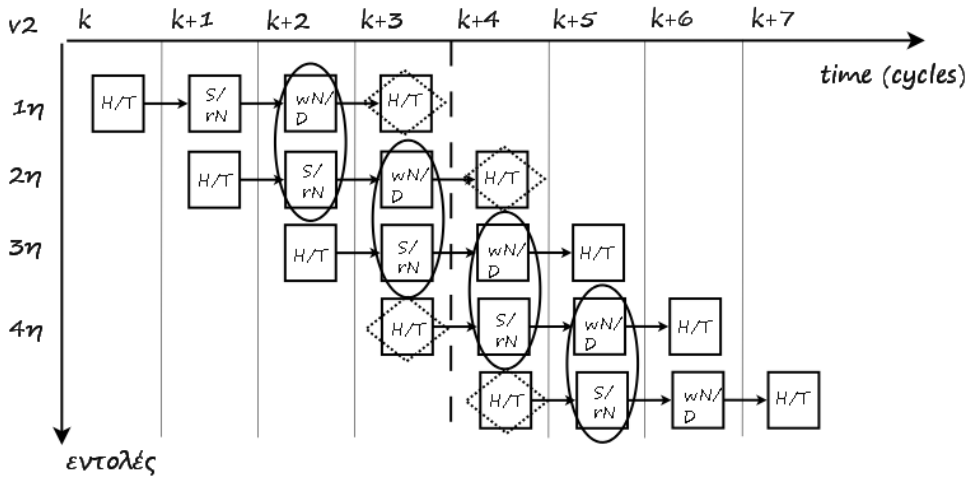 v2 k k+1 k+2 k+3 k+4 k+5 k+6 k+7
time (cycles)
1η H/T S/rN wN/D H/T
2η H/T S/rN wN/D H/T
3η H/T S/rN wN/D H/T
4η H/T S/rN wN/D H/T
H/T S/rN wN/D H/T
εντολές